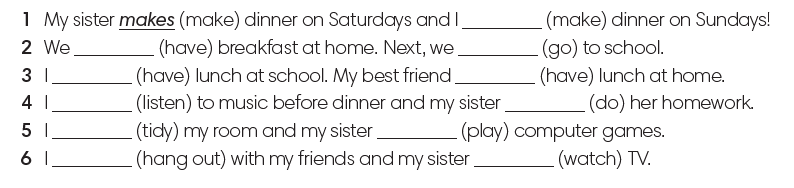 1 My sister makes (make) dinner on Saturdays and I ________ (make) dinner on Sundays!
2 We ________ (have) breakfast at home. Next, we ________ (go) to school.
3 I ________ (have) lunch at school. My best friend ________ (have) lunch at home.
4 I ________ (listen) to music before dinner and my sister ________ (do) her homework.
5 I ________ (tidy) my room and my sister ________ (play) computer games.
6 I ________ (hang out) with my friends and my sister ________ (watch) TV.